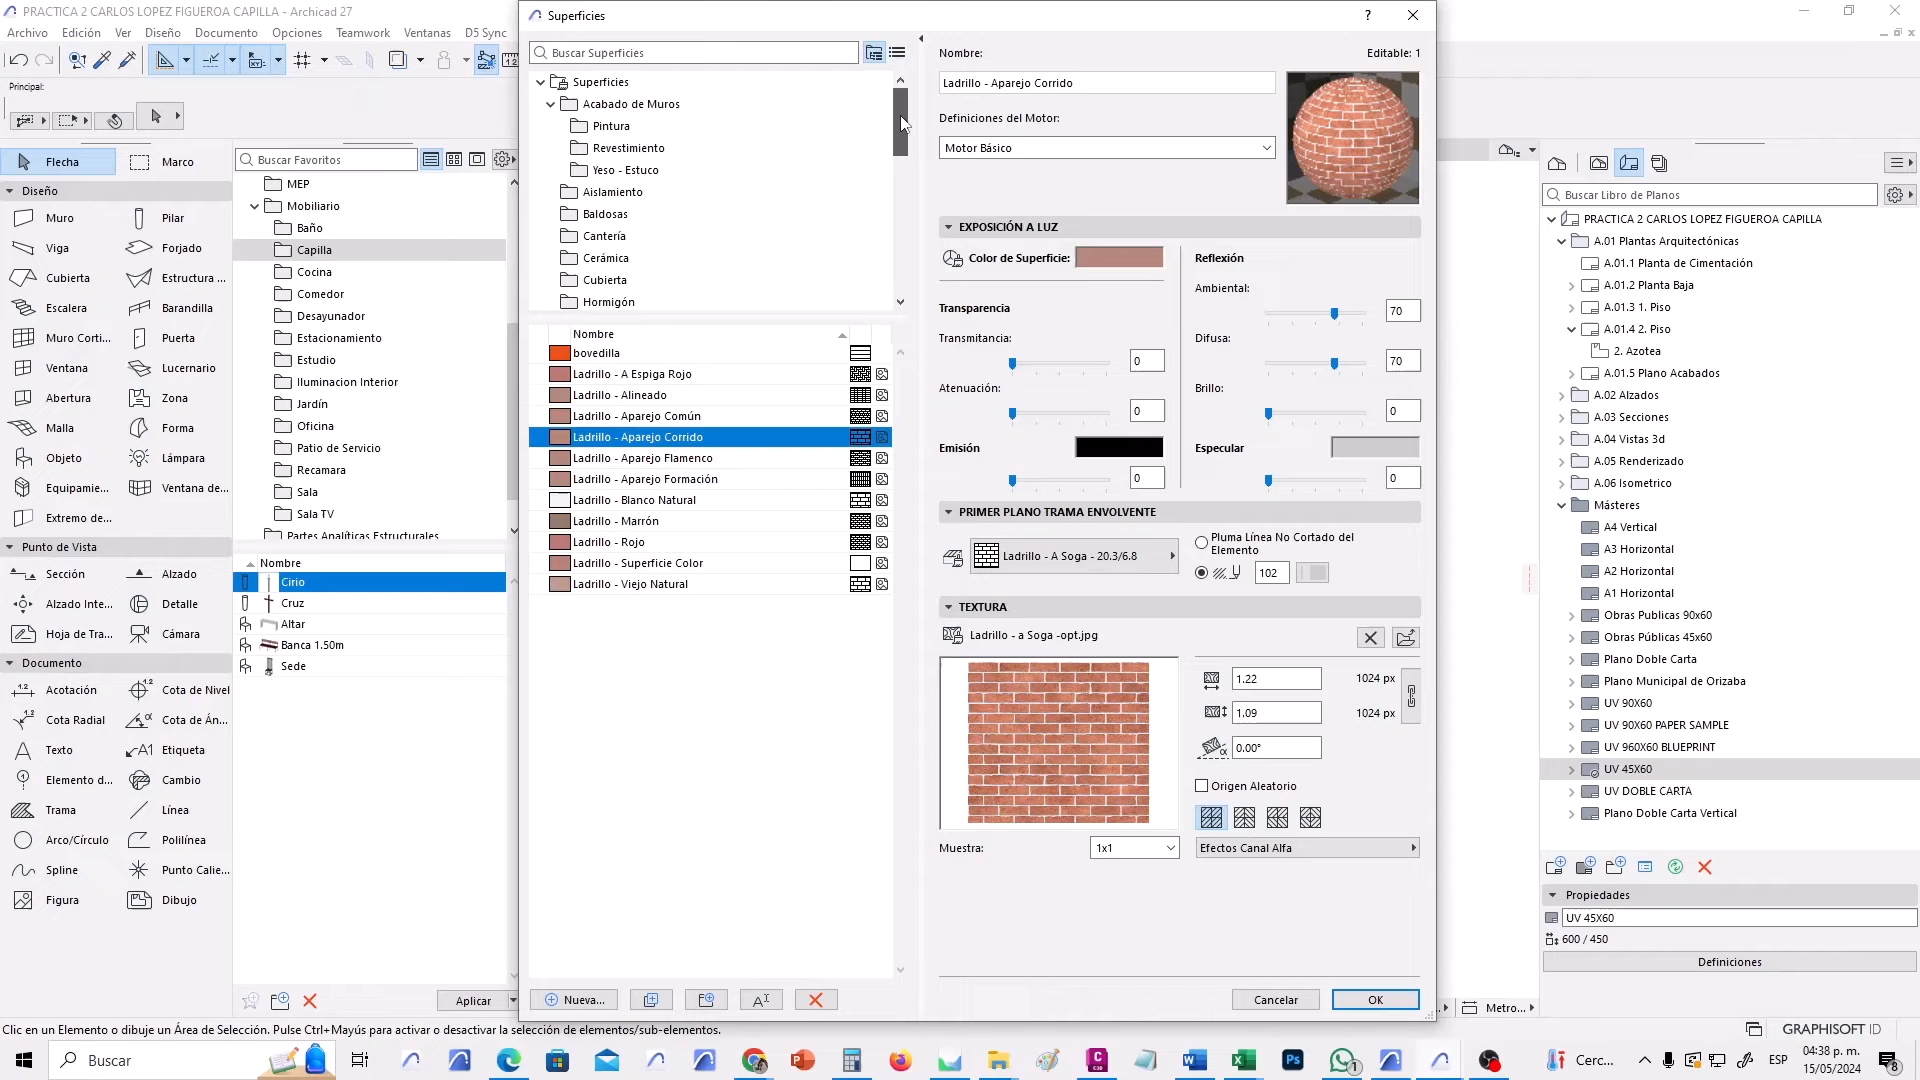 PRACTICA 2 CARLOS LOPEZ FIGUEROA CAPILLA - Archicad 27
Archivo Edición Ver Diseño Documento Opciones Teamwork Ventanas D5 Sync
Principal:
Flecha Marco
Diseño
Muro Pilar
Viga Forjado
Cubierta Estructura ...
Escalera Barandilla
Muro Corti... Puerta
Ventana Lucernario
Abertura Zona
Malla Forma
Objeto Lámpara
Equipamie... Ventana de...
Extremo de...
Punto de Vista
Sección Alzado
Alzado Inte... Detalle
Hoja de Tra... Cámara
Documento
Acotación Cota de Nivel
Cota Radial Cota de Án...
Texto Etiqueta
Elemento d... Cambio
Trama Línea
Arco/Círculo Polilínea
Spline Punto Calie...
Figura Dibujo
Buscar Favoritos
MEP
Mobiliario
Baño
Capilla
Cocina
Comedor
Desayunador
Estacionamiento
Estudio
Iluminacion Interior
Jardín
Oficina
Patio de Servicio
Recamara
Sala
Sala TV
Partes Analíticas Estructurales
Nombre
Cirio
Cruz
Altar
Banca 1.50m
Sede
Aplicar
Superficies
?
Buscar Superficies
Superficies
Acabado de Muros
Pintura
Revestimiento
Yeso - Estuco
Aislamiento
Baldosas
Cantería
Cerámica
Cubierta
Hormigón
Nombre
bovedilla
Ladrillo - A Espiga Rojo
Ladrillo - Alineado
Ladrillo - Aparejo Común
Ladrillo - Aparejo Corrido
Ladrillo - Aparejo Flamenco
Ladrillo - Aparejo Formación
Ladrillo - Blanco Natural
Ladrillo - Marrón
Ladrillo - Rojo
Ladrillo - Superficie Color
Ladrillo - Viejo Natural
Nueva...
Nombre: Editable: 1
Ladrillo - Aparejo Corrido
Definiciones del Motor:
Motor Básico
EXPOSICIÓN A LUZ
Color de Superficie: Reflexión
Ambiental:
70
Transparencia
Transmitancia: Difusa:
0 70
Atenuación: Brillo:
0 0
Emisión Especular
0 0
PRIMER PLANO TRAMA ENVOLVENTE
Ladrillo - A Soga - 20.3/6.8
Pluma Línea No Cortado del
Elemento
102
TEXTURA
Ladrillo - a Soga -opt.jpg
1.22 1024 px
1.09 1024 px
0.00°
Origen Aleatorio
Muestra: 1x1 Efectos Canal Alfa
Cancelar OK
Buscar Libro de Planos
PRACTICA 2 CARLOS LOPEZ FIGUEROA CAPILLA
A.01 Plantas Arquitectónicas
A.01.1 Planta de Cimentación
A.01.2 Planta Baja
A.01.3 1. Piso
A.01.4 2. Piso
2. Azotea
A.01.5 Plano Acabados
A.02 Alzados
A.03 Secciones
A.04 Vistas 3d
A.05 Renderizado
A.06 Isometrico
Másteres
A4 Vertical
A3 Horizontal
A2 Horizontal
A1 Horizontal
Obras Publicas 90x60
Obras Públicas 45x60
Plano Doble Carta
Plano Municipal de Orizaba
UV 90X60
UV 90X60 PAPER SAMPLE
UV 960X60 BLUEPRINT
UV 45X60
UV DOBLE CARTA
Plano Doble Carta Vertical
Propiedades
UV 45X60
600 / 450
Definiciones
Metro...
Clic en un Elemento o dibuje un Área de Selección. Pulse Ctrl+Mayús para activar o desactivar la selección de elementos/sub-elementos.
GRAPHISOFT ID
Buscar
Cerc...
ESP
04:38 p. m.
15/05/2024